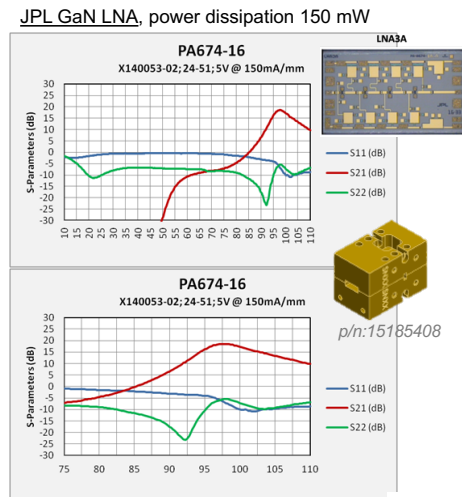 JPL GaN LNA, power dissipation 150 mW
LNA3A
PA674-16
X140053-02; 24-51; 5V @ 150mA/mm
S-Parameters (dB)
30
25
20
15
10
5
0
-5
-10
-15
-20
-25
-30
10 15 20 25 30 35 40 45 50 55 60 65 70 75 80 85 90 95 100 105 110
S11 (dB)
S21 (dB)
S22 (dB)
JPL
p/n:15185408
PA674-16
X140053-02; 24-51; 5V @ 150mA/mm
S-Parameters (dB)
30
25
20
15
10
5
0
-5
-10
-15
-20
-25
-30
75 80 85 90 95 100 105 110
S11 (dB)
S21 (dB)
S22 (dB)